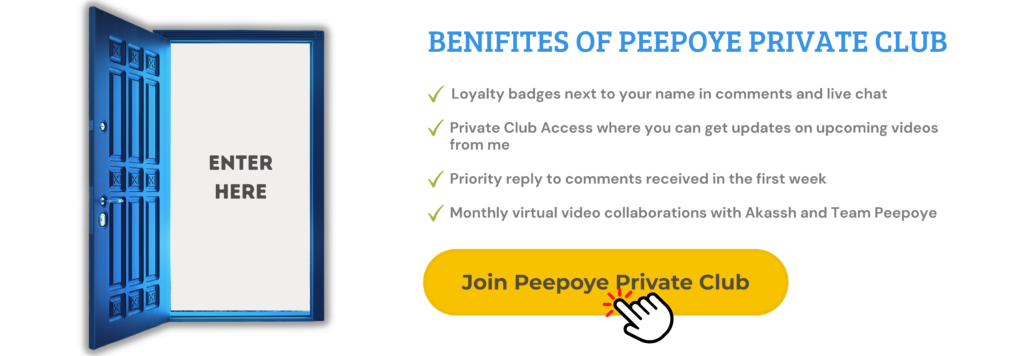 ENTER
HERE
BENIFITES OF PEEPOYE PRIVATE CLUB
Loyalty badges next to your name in comments and live chat
Private Club Access where you can get updates on upcoming videos
from me
Priority reply to comments received in the first week
Monthly virtual video collaborations with Akassh and Team Peepoye
Join Peepoye Private Club